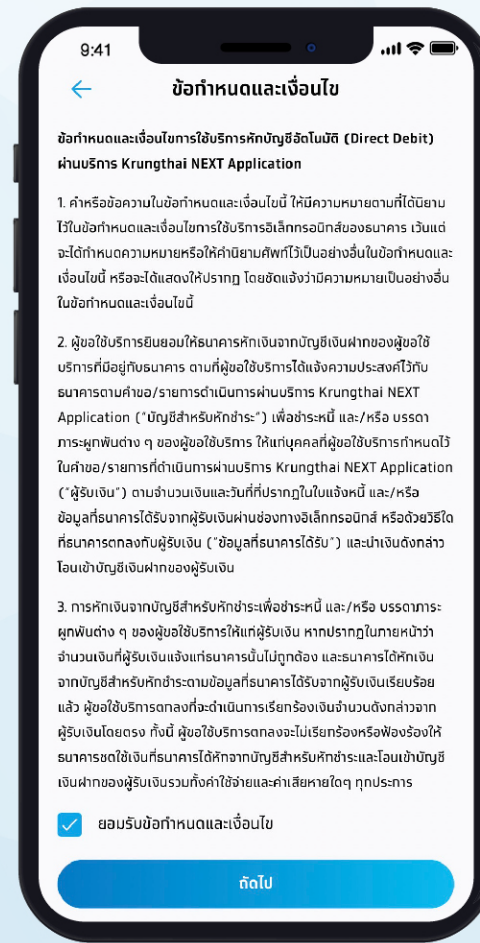 9:41
ข้อกำหนดและเงื่อนไข
ข้อกำหนดและเงื่อนไขการใช้บริการหักบัญชีอัตโนมัติ (Direct Debit)
ผ่านบริการ Krungthai NEXT Application
1. คำหรือข้อความในข้อกำหนดและเงื่อนไขนี้ ให้มีความหมายตามที่ได้นิยาม
ไว้ในข้อกำหนดและเงื่อนไขการใช้บริการอิเล็กทรอนิกส์ของธนาคาร เว้นแต่
จะได้กำหนดความหมายหรือให้คำนิยามศัพท์ไว้เป็นอย่างอื่นในข้อกำหนดและ
เงื่อนไขนี้ หรือจะได้แสดงให้ปรากฏ โดยชัดแจ้งว่ามีความหมายเป็นอย่างอื่น
ในข้อกำหนดและเงื่อนไขนี้
2. ผู้ขอใช้บริการยินยอมให้ธนาคารหักเงินจากบัญชีเงินฝากของผู้ขอใช้
บริการที่มีอยู่กับธนาคาร ตามที่ผู้ขอใช้บริการได้แจ้งความประสงค์ไว้กับ
ธนาคารตามคำขอ/รายการดำเนินการผ่านบริการ Krungthai NEXT
Application ("บัญชีสำหรับหักชำระ") เพื่อชำระหนี้ และ/หรือ บรรดา
ภาระผูกพันต่าง ๆ ของผู้ขอใช้บริการ ให้แก่บุคคลที่ผู้ขอใช้บริการกำหนดไว้
ในคำขอ/รายการที่ดำเนินการผ่านบริการ Krungthai NEXT Application
("ผู้รับเงิน") ตามจำนวนเงินและวันที่ที่ปรากฏในใบแจ้งหนี้ และ/หรือ
ข้อมูลที่ธนาคารได้รับจากผู้รับเงินผ่านช่องทางอิเล็กทรอนิกส์ หรือด้วยวิธีใด
ที่ธนาคารตกลงกับผู้รับเงิน ("ข้อมูลที่ธนาคารได้รับ") และนำเงินดังกล่าว
โอนเข้าบัญชีเงินฝากของผู้รับเงิน
3. การหักเงินจากบัญชีสำหรับหักชำระเพื่อชำระหนี้ และ/หรือ บรรดาภาระ
ผูกพันต่าง ๆ ของผู้ขอใช้บริการให้แก่ผู้รับเงิน หากปรากฏในภายหน้าว่า
จำนวนเงินที่ผู้รับเงินแจ้งแก่ธนาคารนั้นไม่ถูกต้อง และธนาคารได้หักเงิน
จากบัญชีสำหรับหักชำระตามข้อมูลที่ธนาคารได้รับจากผู้รับเงินเรียบร้อย
แล้ว ผู้ขอใช้บริการตกลงที่จะดำเนินการเรียกร้องเงินจำนวนดังกล่าวจาก
ผู้รับเงินโดยตรง ทั้งนี้ ผู้ขอใช้บริการตกลงจะไม่เรียกร้องหรือฟ้องร้องให้
ธนาคารชดใช้เงินที่ธนาคารได้หักจากบัญชีสำหรับหักชำระและโอนเข้าบัญชี
เงินฝากของผู้รับเงินรวมทั้งค่าใช้จ่ายและค่าเสียหายใดๆ ทุกประการ
ยอมรับข้อกำหนดและเงื่อนไข
ถัดไป